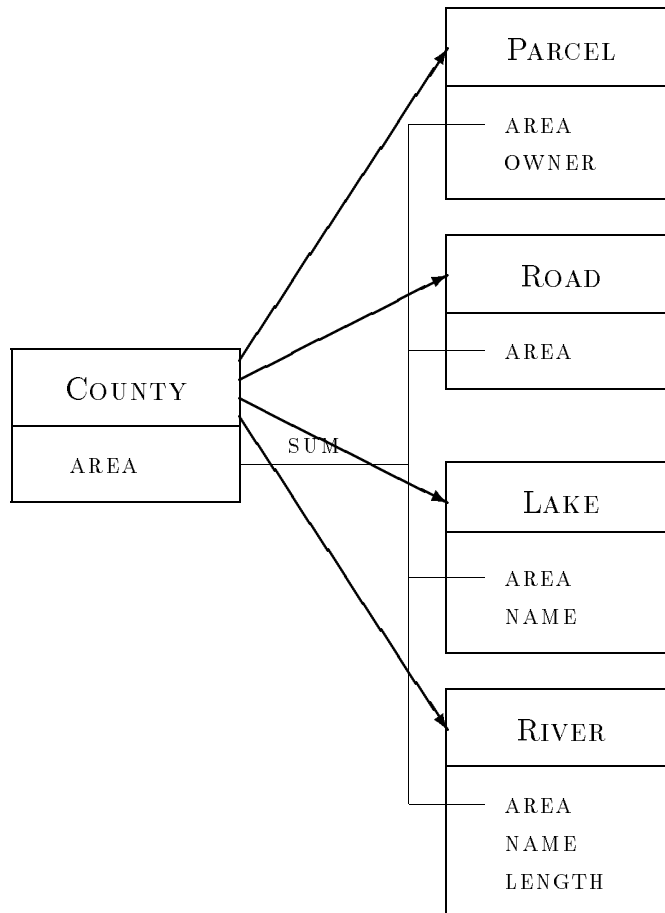 PARCEL
AREA
OWNER
ROAD
AREA
COUNTY
AREA
SUM
LAKE
AREA
NAME
RIVER
AREA
NAME
LENGTH